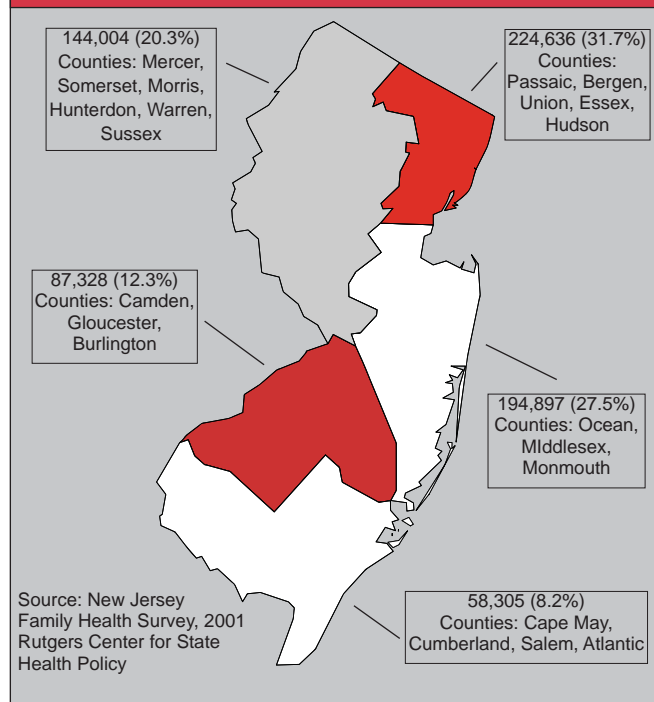 144,004 (20.3%)
Counties: Mercer,
Somerset, Morris,
Hunterdon, Warren,
Sussex
224,636 (31.7%)
Counties:
Passaic, Bergen,
Union, Essex,
Hudson
87,328 (12.3%)
Counties: Camden,
Gloucester,
Burlington
194,897 (27.5%)
Counties: Ocean,
MIddlesex,
Monmouth
58,305 (8.2%)
Counties: Cape May,
Cumberland, Salem, Atlantic
Source: New Jersey
Family Health Survey, 2001
Rutgers Center for State
Health Policy